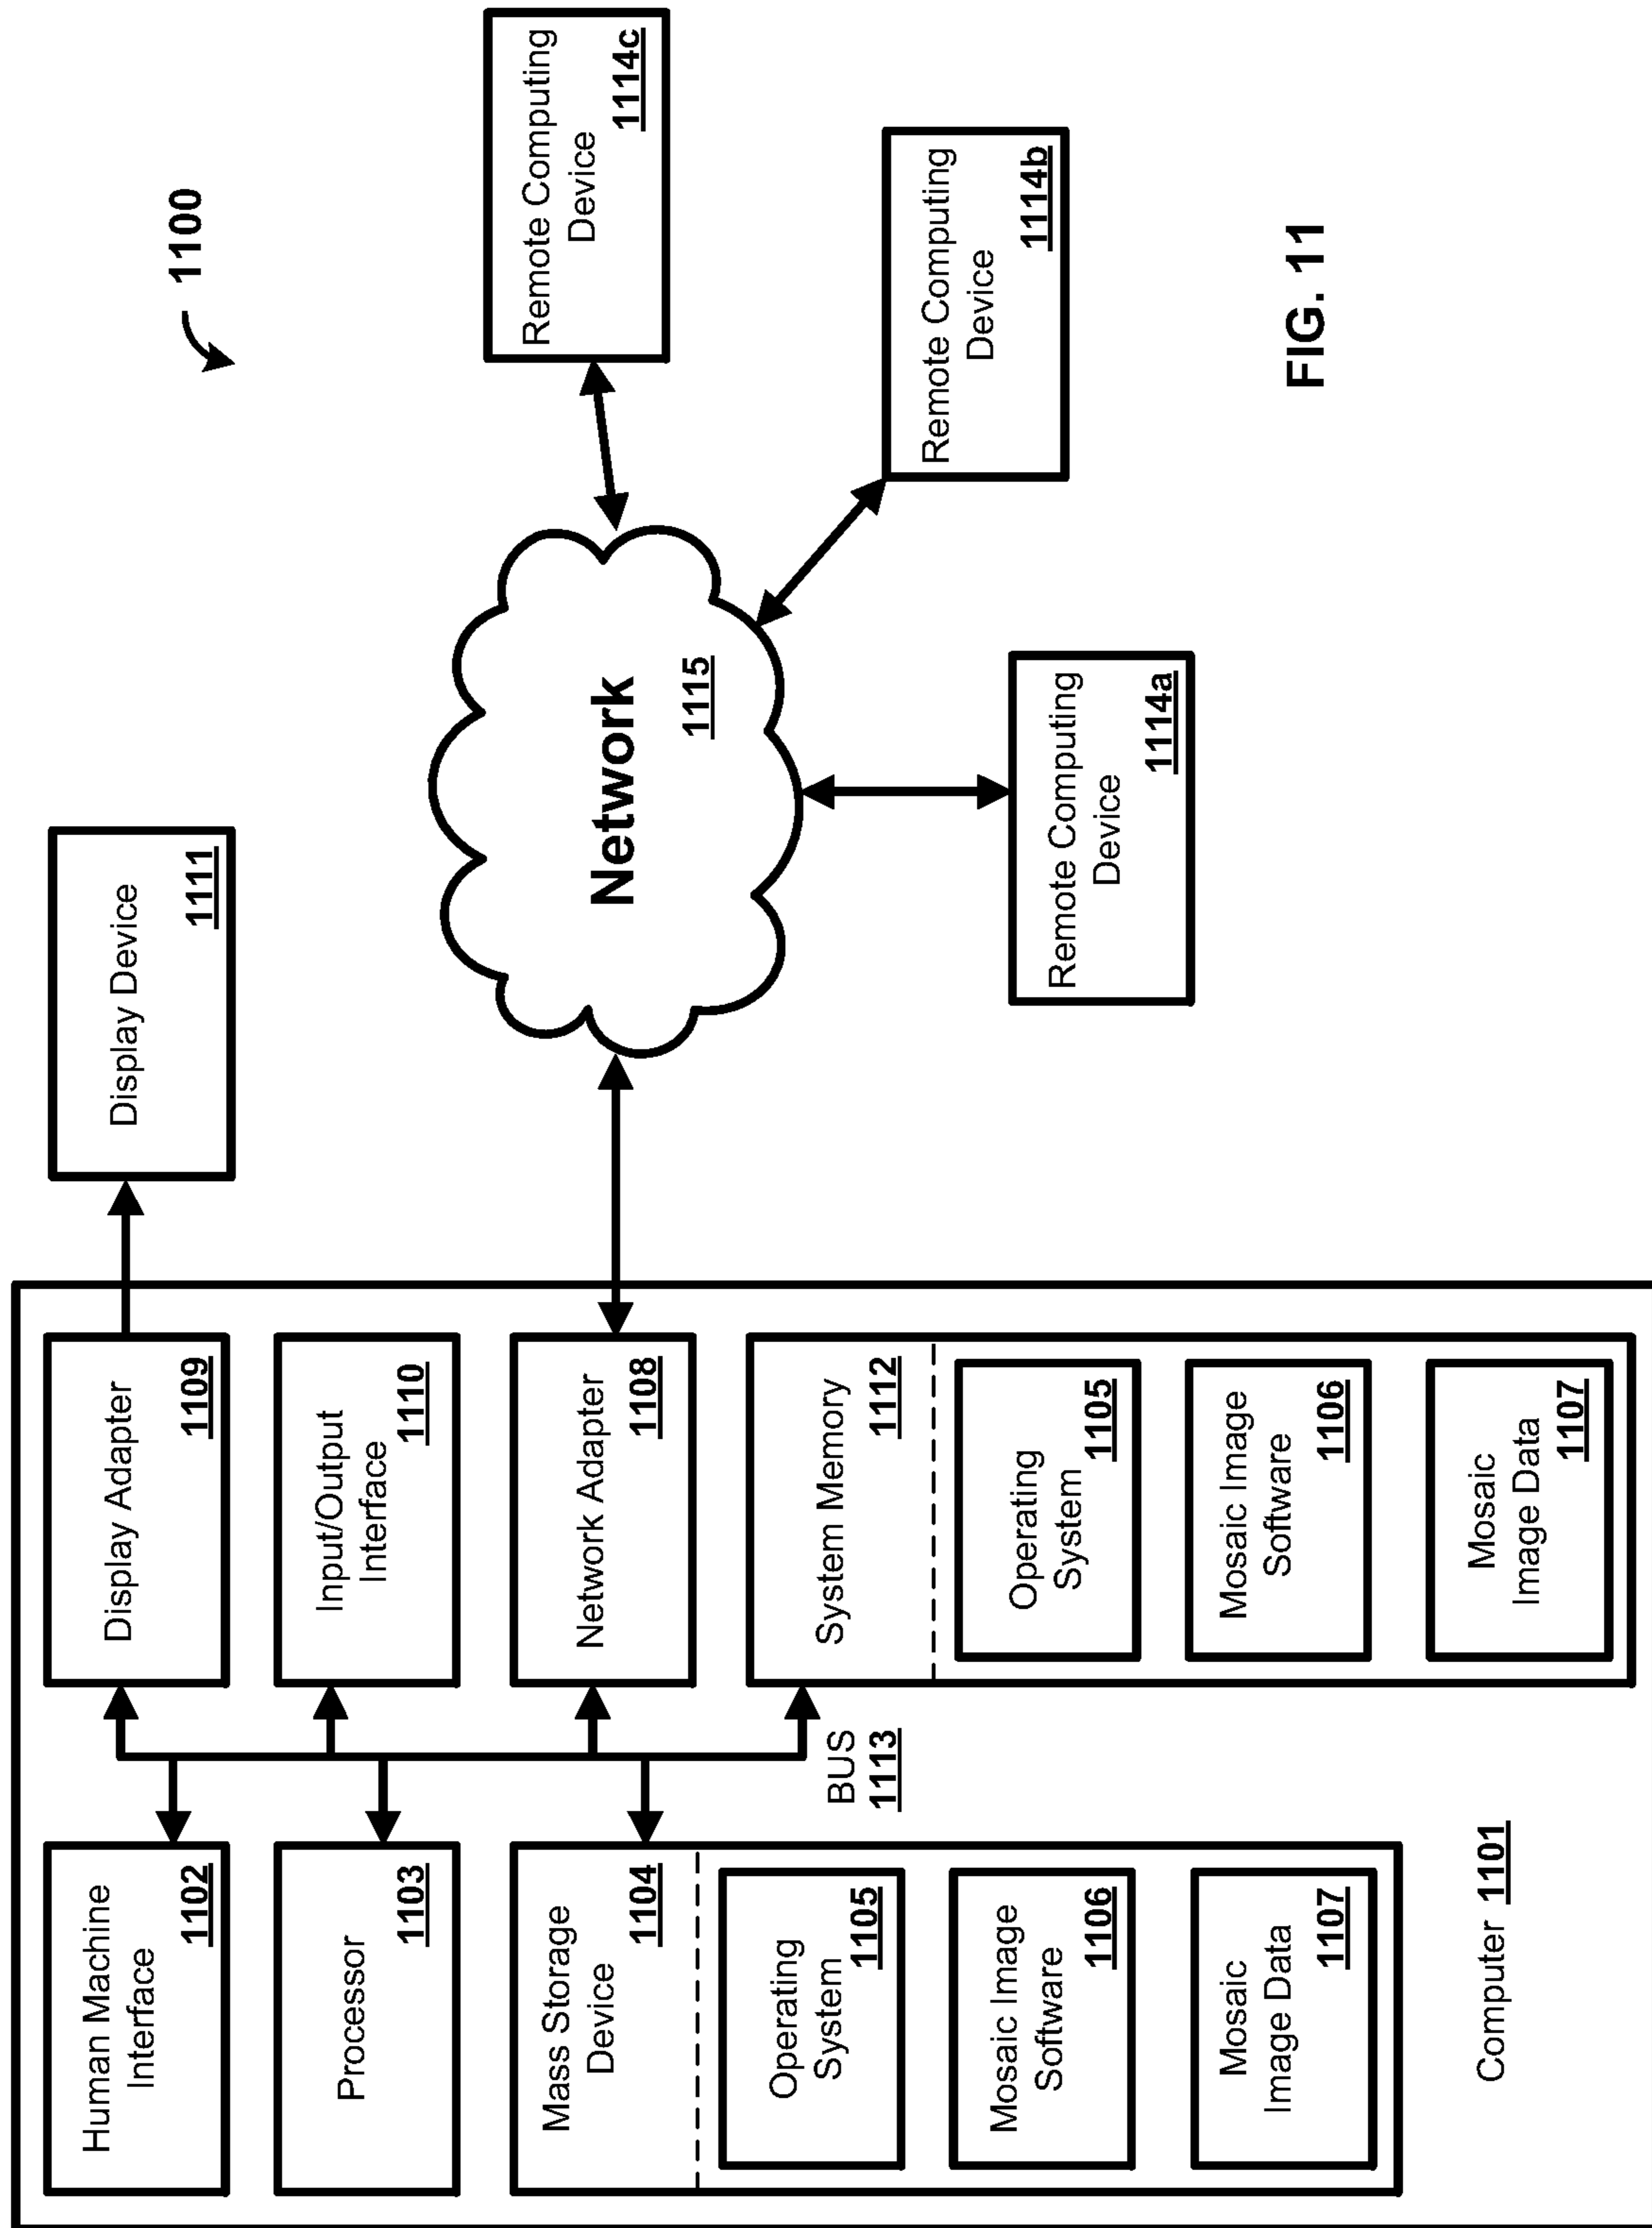 1100
Human Machine
Interface
1102
Processor
1103
Mass Storage
Device
1104
Operating
System
1105
Mosaic Image
Software
1106
Mosaic
Image Data
1107
Computer 1101
BUS
1113
Display Adapter
1109
Input/Output
Interface
1110
Network Adapter
1108
System Memory
1112
Operating
System
1105
Mosaic Image
Software
1106
Mosaic
Image Data
1107
Display Device
1111
Network
1115
Remote Computing
Device
1114a
Remote Computing
Device
1114b
Remote Computing
Device
1114c
FIG. 11